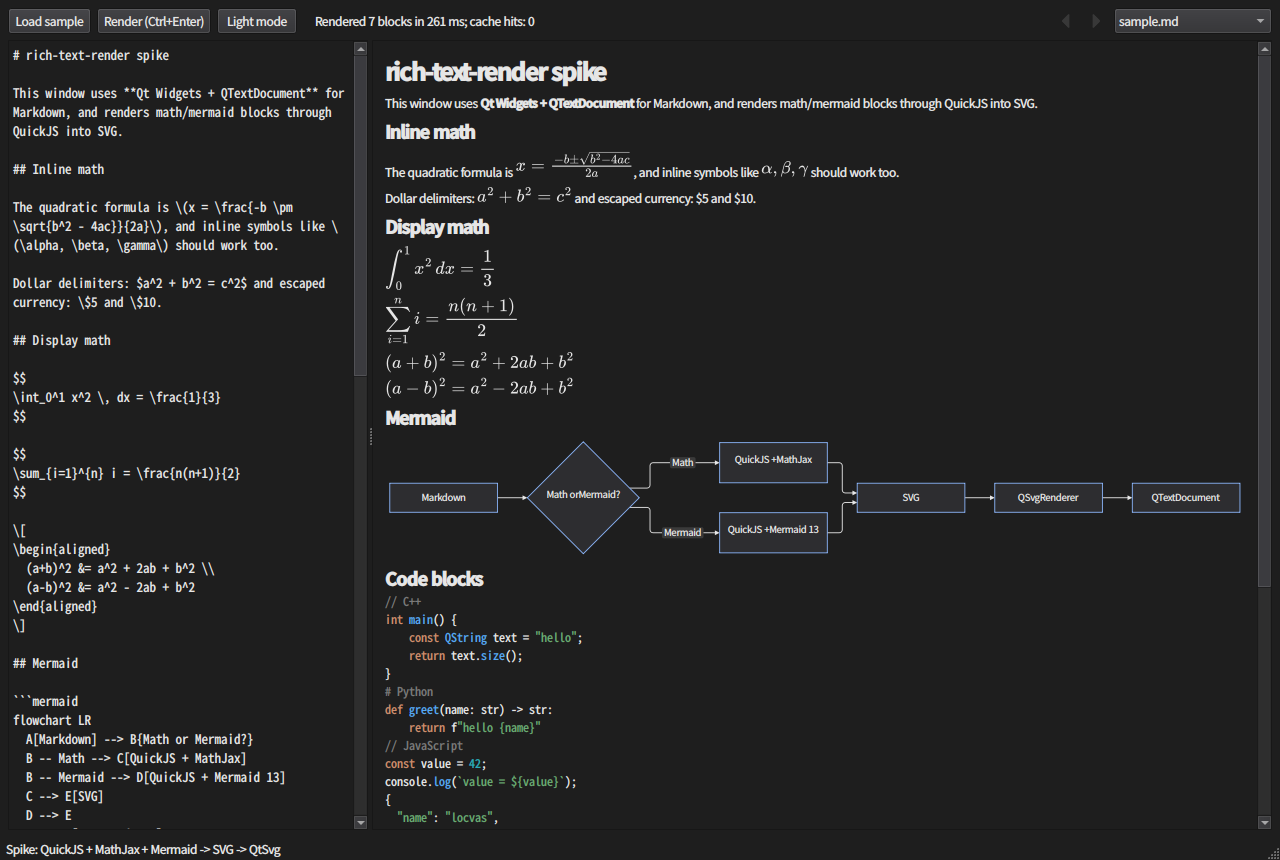 Load sample
Render (Ctrl+Enter)
Light mode
Rendered 7 blocks in 261 ms; cache hits: 0
sample.md
# rich-text-render spike
This window uses **Qt Widgets + QTextDocument** for
Markdown, and renders math/mermaid blocks through
QuickJS into SVG.
## Inline math
The quadratic formula is \(x = \frac{-b \pm
\sqrt{b^2 - 4ac}}{2a}\), and inline symbols like \
(\alpha, \beta, \gamma\) should work too.
Dollar delimiters: $a^2 + b^2 = c^2$ and escaped
currency: \$5 and \$10.
## Display math
$$
\int_0^1 x^2 \, dx = \frac{1}{3}
$$
$$
\sum_{i=1}^{n} i = \frac{n(n+1)}{2}
$$
\[
\begin{aligned}
  (a+b)^2 &= a^2 + 2ab + b^2 \\
  (a-b)^2 &= a^2 - 2ab + b^2
\end{aligned}
\]
## Mermaid
```mermaid
flowchart LR
  A[Markdown] --> B{Math or Mermaid?}
  B -- Math --> C[QuickJS + MathJax]
  B -- Mermaid --> D[QuickJS + Mermaid 13]
  C --> E[SVG]
  D --> E
rich-text-render spike
This window uses Qt Widgets + QTextDocument for Markdown, and renders math/mermaid blocks through QuickJS into SVG.
Inline math
The quadratic formula is x = −b±√b²−4ac / 2a, and inline symbols like α, β, γ should work too.
Dollar delimiters: a² + b² = c² and escaped currency: $5 and $10.
Display math
∫₀¹ x² dx = 1/3
∑ᵢ₌₁ⁿ i = n(n + 1)/2
(a + b)² = a² + 2ab + b²
(a − b)² = a² − 2ab + b²
Mermaid
Markdown
Math orMermaid?
Math
Mermaid
QuickJS +MathJax
QuickJS +Mermaid 13
SVG
QSvgRenderer
QTextDocument
Code blocks
// C++
int main() {
    const QString text = "hello";
    return text.size();
}
# Python
def greet(name: str) -> str:
    return f"hello {name}"
// JavaScript
const value = 42;
console.log(`value = ${value}`);
{
  "name": "locvas",
Spike: QuickJS + MathJax + Mermaid -> SVG -> QtSvg